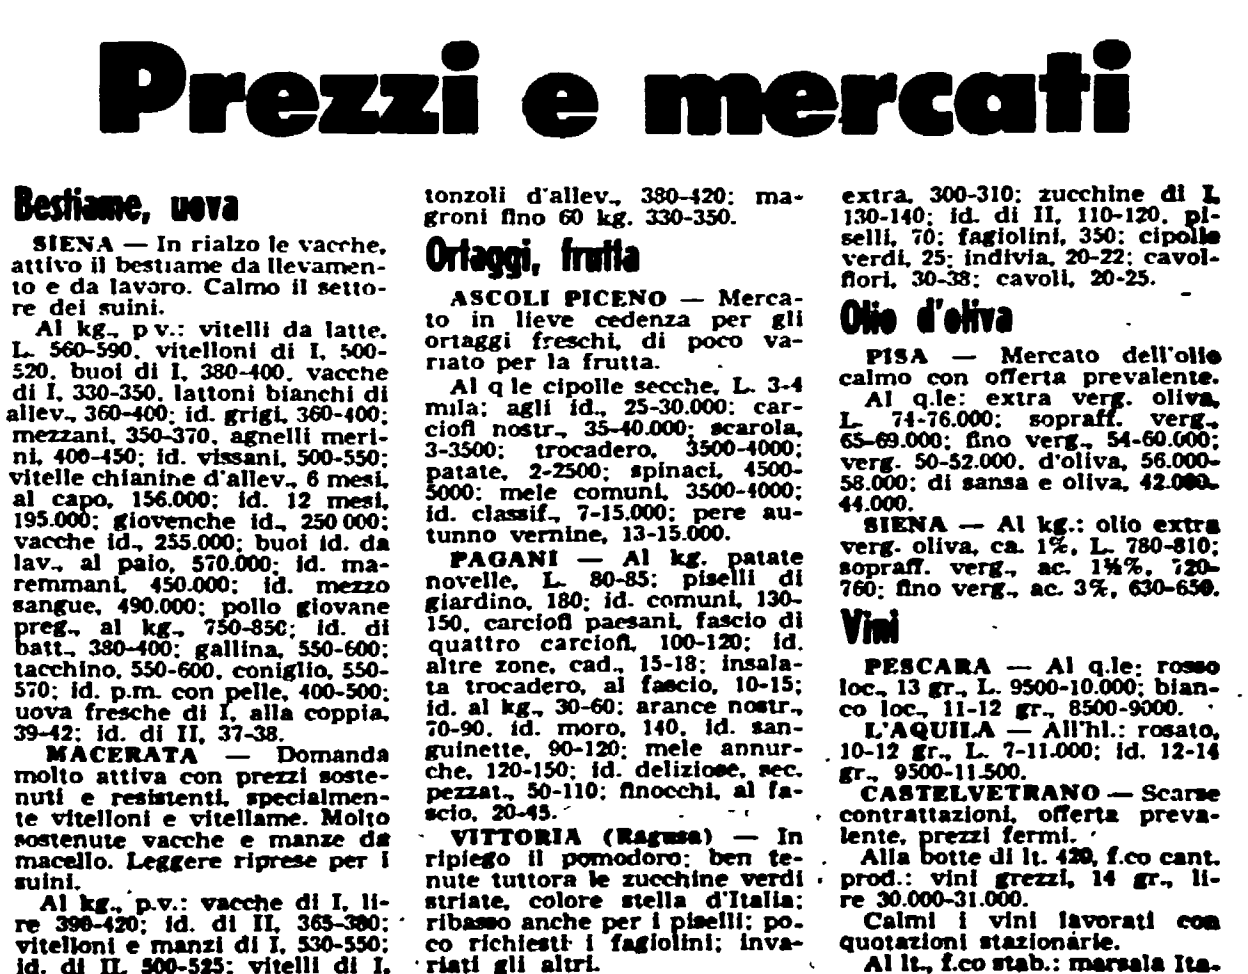 Prezzi e mercati
Bestiame, uova
SIENA — In rialzo le vacche,
attivo il bestiame da llevamen-
to e da lavoro. Calmo il setto-
re dei suini.
Al kg., p v.: vitelli da latte.
L. 560-590. vitelloni di I, 500-
520. buoi di I, 380-400. vacche
di I, 330-350. lattoni bianchi di
allev., 360-400: id. grigi, 360-400;
mezzani, 350-370, agnelli meri-
ni, 400-450; id. vissani, 500-550;
vitelle chianine d'allev., 6 mesi,
al capo, 156.000; id. 12 mesi,
195.000; giovenche id., 250 000;
vacche id., 255.000; buoi id. da
lav., al paio, 570.000; id. ma-
remmani, 450.000; id. mezzo
sangue, 490.000; pollo giovane
preg., al kg., 750-850; id. di
batt., 380-400; gallina, 550-600;
tacchino, 550-600, coniglio, 550-
570; id. p.m. con pelle, 400-500;
uova fresche di I, alla coppia,
39-42; id. di II, 37-38.
MACERATA — Domanda
molto attiva con prezzi soste-
nuti e resistenti, specialmen-
te vitelloni e vitellame. Molto
sostenute vacche e manze da
macello. Leggere riprese per i
suini.
Al kg., p.v.: vacche di I, li-
re 390-420; id. di II, 365-380;
vitelloni e manzi di I, 530-550;
id. di II, 500-525; vitelli di I,
tonzoli d'allev., 380-420; ma-
groni fino 60 kg. 330-350.
Ortaggi, frutta
ASCOLI PICENO — Merca-
to in lieve cedenza per gli
ortaggi freschi, di poco va-
riato per la frutta.
Al q le cipolle secche, L. 3-4
mila; agli id., 25-30.000; car-
ciofi nostr., 35-40.000; scarola,
3-3500; trocadero, 3500-4000;
patate, 2-2500; spinaci, 4500-
5000; mele comuni, 3500-4000;
id. classif., 7-15.000; pere au-
tunno vernine, 13-15.000.
PAGANI — Al kg. patate
novelle, L. 80-85; piselli di
giardino, 180; id. comuni, 130-
150, carciofi paesani, fascio di
quattro carciofi, 100-120; id.
altre zone, cad., 15-18; insala-
ta trocadero, al fascio, 10-15;
id. al kg., 30-60; arance nostr.,
70-90. id. moro, 140, id. san-
guinette, 90-120; mele annur-
che, 120-150; id. deliziose, sec.
pezzat., 50-110; finocchi, al fa-
scio, 20-45.
VITTORIA (Ragusa) — In
ripiego il pomodoro; ben te-
nute tuttora le zucchine verdi
striate, colore stella d'Italia;
ribasso anche per i piselli; po-
co richiesti i fagiolini; inva-
riati gli altri.
extra, 300-310; zucchine di I,
130-140; id. di II, 110-120. pi-
selli, 70; fagiolini, 350; cipolle
verdi, 25; indivia, 20-22; cavol-
fiori, 30-38; cavoli, 20-25.
Olio d'oliva
PISA — Mercato dell'olio
calmo con offerta prevalente.
Al q.le: extra verg. oliva,
L. 74-76.000; sopraff. verg.,
65-69.000; fino verg., 54-60.000;
verg. 50-52.000. d'oliva, 56.000-
58.000; di sansa e oliva, 42.000-
44.000.
SIENA — Al kg.: olio extra
verg. oliva, ca. 1%, L. 780-810;
sopraff. verg., ac. 1½%, 720-
760; fino verg., ac. 3%, 630-650.
Vini
PESCARA — Al q.le: rosso
loc., 13 gr., L. 9500-10.000; bian-
co loc., 11-12 gr., 8500-9000.
L'AQUILA — All'hl.: rosato,
10-12 gr., L. 7-11.000; id. 12-14
gr., 9500-11.500.
CASTELVETRANO — Scarse
contrattazioni, offerta preva-
lente, prezzi fermi.
Alla botte di lt. 420, f.co cant.
prod.: vini grezzi, 14 gr., li-
re 30.000-31.000.
Calmi i vini lavorati con
quotazioni stazionarie.
Al lt., f.co stab.: marsala Ita-